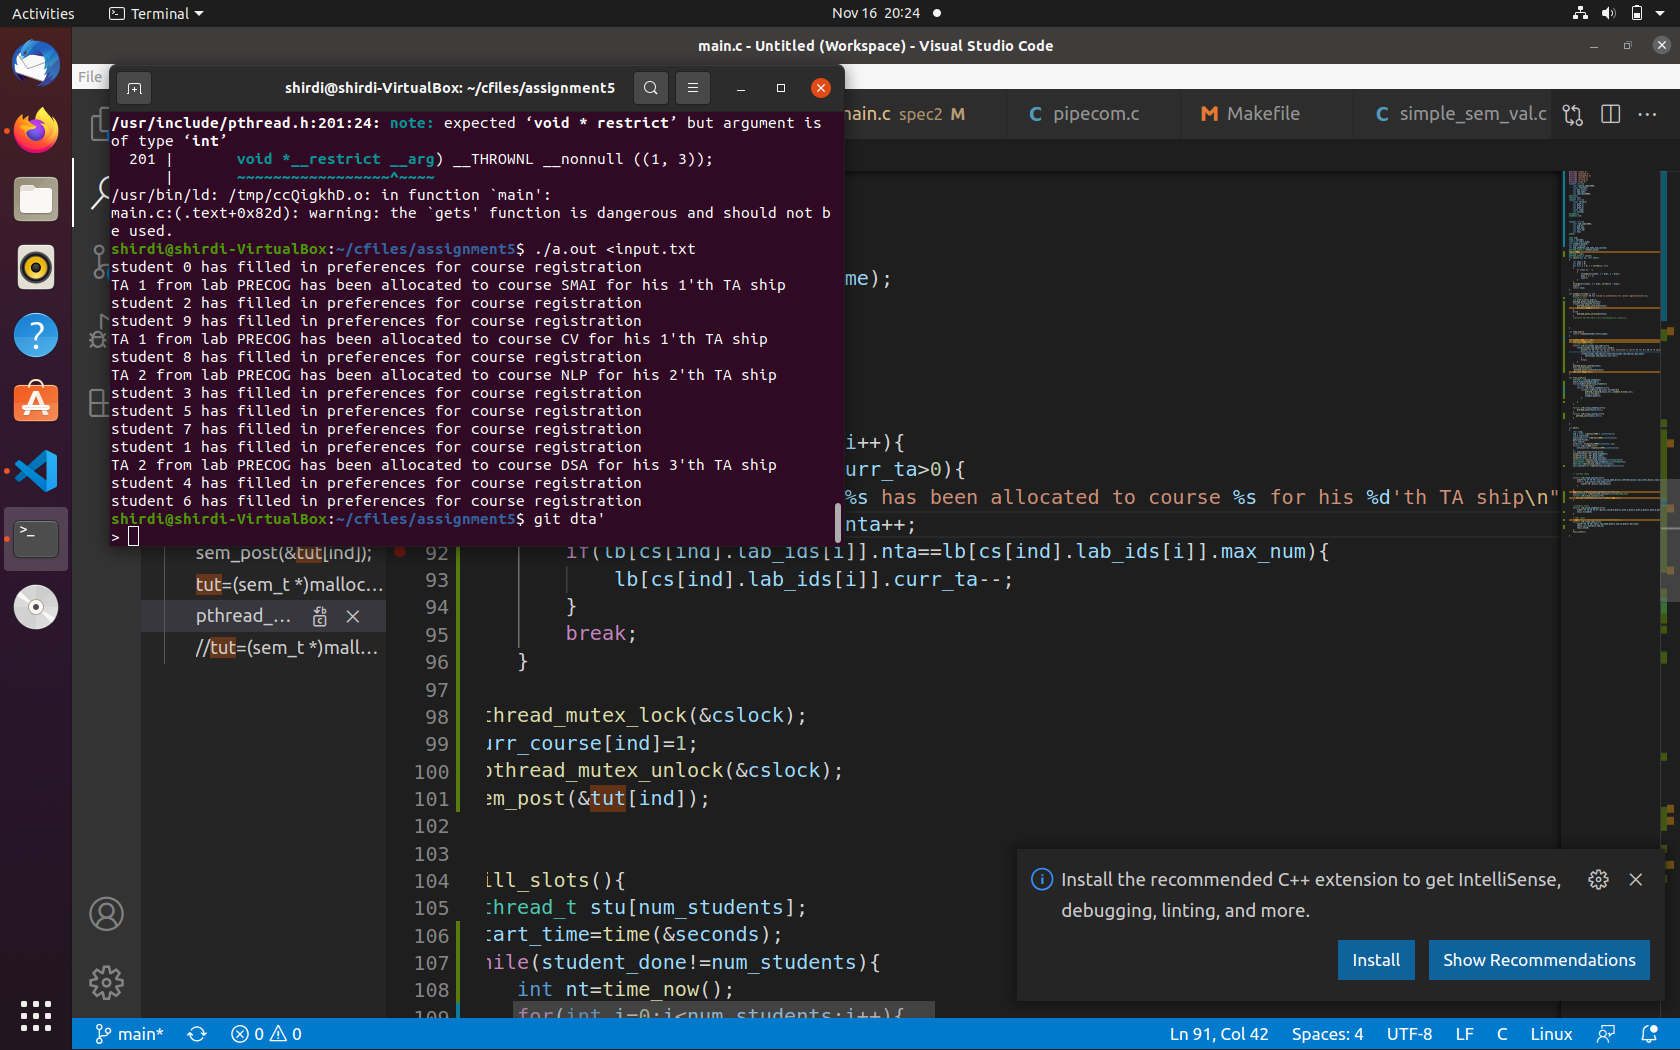 Activities
Terminal
Nov 16 20:24
main.c - Untitled (Workspace) - Visual Studio Code
File
shirdi@shirdi-VirtualBox: ~/cfiles/assignment5
main.c spec2 M
pipecom.c
Makefile
simple_sem_val.c
/usr/include/pthread.h:201:24: note: expected ‘void * restrict’ but argument is
of type ‘int’
201 | void *__restrict __arg) __THROWNL __nonnull ((1, 3));
| ~~~~~~~~~~~~~~~~~^~~~~
/usr/bin/ld: /tmp/ccQigkhD.o: in function `main':
main.c:(.text+0x82d): warning: the `gets' function is dangerous and should not b
e used.
shirdi@shirdi-VirtualBox:~/cfiles/assignment5$ ./a.out <input.txt
student 0 has filled in preferences for course registration
TA 1 from lab PRECOG has been allocated to course SMAI for his 1'th TA ship
student 2 has filled in preferences for course registration
student 9 has filled in preferences for course registration
TA 1 from lab PRECOG has been allocated to course CV for his 1'th TA ship
student 8 has filled in preferences for course registration
TA 2 from lab PRECOG has been allocated to course NLP for his 2'th TA ship
student 3 has filled in preferences for course registration
student 5 has filled in preferences for course registration
student 7 has filled in preferences for course registration
student 1 has filled in preferences for course registration
TA 2 from lab PRECOG has been allocated to course DSA for his 3'th TA ship
student 4 has filled in preferences for course registration
student 6 has filled in preferences for course registration
shirdi@shirdi-VirtualBox:~/cfiles/assignment5$ git dta'
>
me);
i++){
urr_ta>0){
%s has been allocated to course %s for his %d'th TA ship\n"
nta++;
sem_post(&tut[ind]);
tut=(sem_t *)malloc...
pthread_...
//tut=(sem_t *)mall...
92 if(lb[cs[ind].lab_ids[i]].nta==lb[cs[ind].lab_ids[i]].max_num){
93 lb[cs[ind].lab_ids[i]].curr_ta--;
94 }
95 break;
96 }
97
98 thread_mutex_lock(&cslock);
99 urr_course[ind]=1;
100 pthread_mutex_unlock(&cslock);
101 em_post(&tut[ind]);
102
103
104 ill_slots(){
105 thread_t stu[num_students];
106 tart_time=time(&seconds);
107 hile(student_done!=num_students){
108 int nt=time_now();
109 for(int i=0;i<num_students;i++){
Install the recommended C++ extension to get IntelliSense,
debugging, linting, and more.
Install
Show Recommendations
main*
0
0
Ln 91, Col 42
Spaces: 4
UTF-8
LF
C
Linux